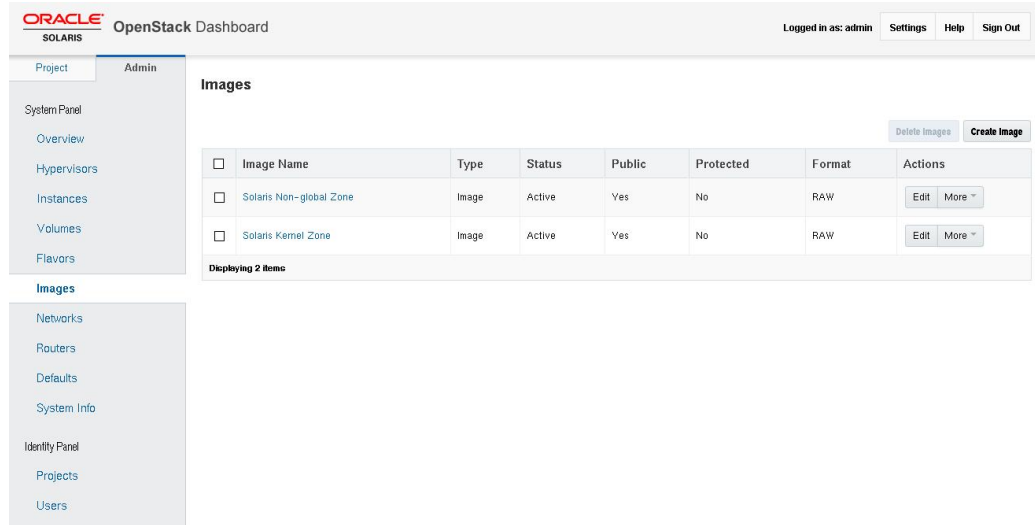 ORACLE SOLARIS OpenStack Dashboard Logged in as: admin Settings Help Sign Out
Project Admin
Images
System Panel
Overview
Hypervisors
Instances
Volumes
Flavors
Images
Networks
Routers
Defaults
System Info
Identity Panel
Projects
Users
Delete Images Create Image
Image Name Type Status Public Protected Format Actions
Solaris Non-global Zone Image Active Yes No RAW Edit More
Solaris Kernel Zone Image Active Yes No RAW Edit More
Displaying 2 items